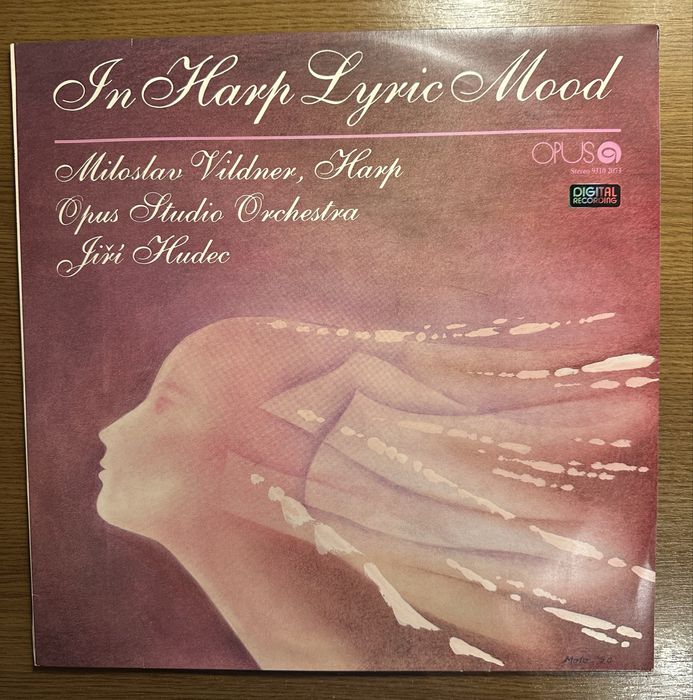 In Harp Lyric Mood
OPUS
Stereo 9310 2073
DIGITAL
RECORDING
Miloslav Vildner, Harp
Opus Studio Orchestra
Jiří Hudec